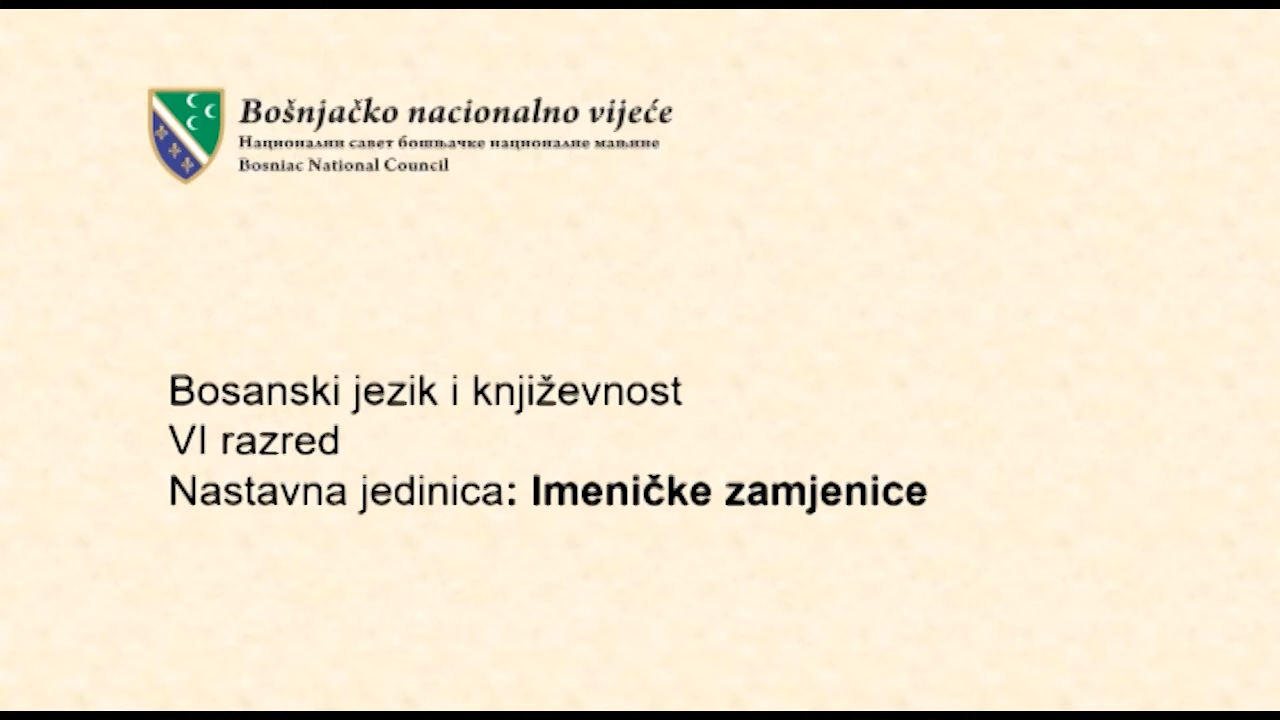 Bošnjačko nacionalno vijeće
Национални савет бошњачке националне мањине
Bosniac National Council
Bosanski jezik i književnost
VI razred
Nastavna jedinica: Imeničke zamjenice